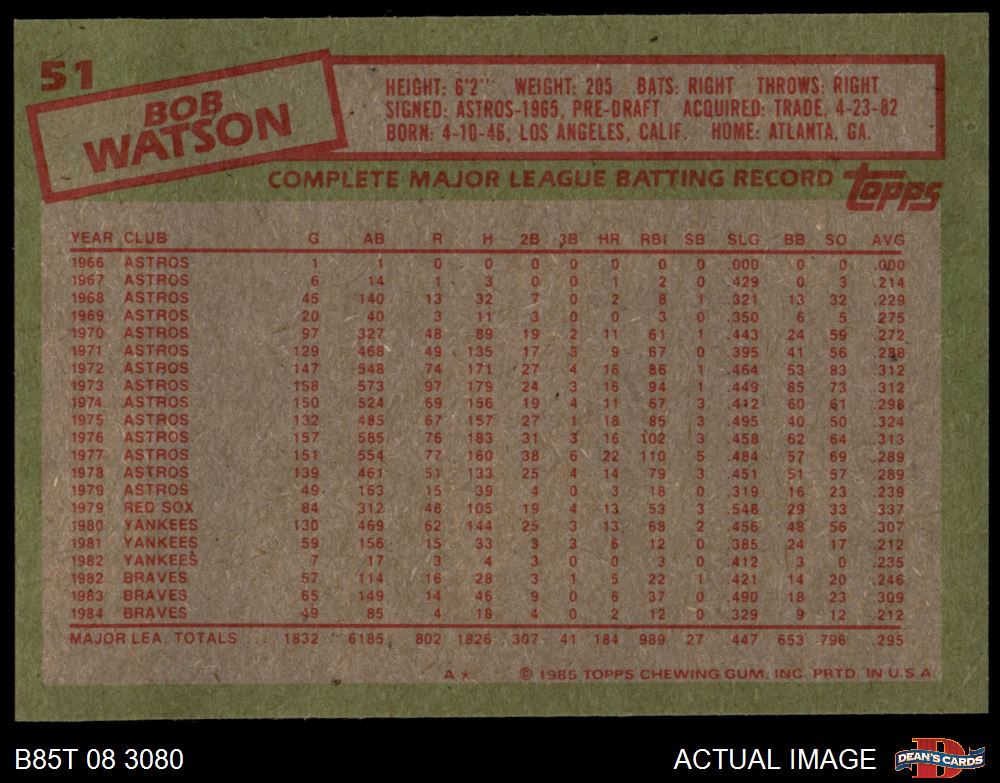 51
BOB
WATSON
HEIGHT: 6'2" WEIGHT: 205 BATS: RIGHT THROWS: RIGHT
SIGNED: ASTROS-1965, PRE-DRAFT ACQUIRED: TRADE, 4-23-82
BORN: 4-10-46, LOS ANGELES, CALIF. HOME: ATLANTA, GA.
COMPLETE MAJOR LEAGUE BATTING RECORD topps
YEAR CLUB G AB R H 2B 3B HR RBI SB SLG BB SO AVG
1966 ASTROS 1 1 0 0 0 0 0 0 0 .000 0 0 .000
1967 ASTROS 6 14 1 3 0 0 1 2 0 .429 0 3 .214
1968 ASTROS 45 140 13 32 7 0 2 8 1 .321 13 32 .229
1969 ASTROS 20 40 3 11 3 0 0 3 0 .350 6 5 .275
1970 ASTROS 97 327 48 89 19 2 11 61 1 .443 24 59 .272
1971 ASTROS 129 468 49 135 17 3 9 67 0 .395 41 56 .288
1972 ASTROS 147 548 74 171 27 4 16 86 1 .464 53 83 .312
1973 ASTROS 158 573 97 179 24 3 16 94 1 .449 85 73 .312
1974 ASTROS 150 524 69 156 19 4 11 67 3 .412 60 61 .298
1975 ASTROS 132 485 67 157 27 1 18 85 3 .495 40 50 .324
1976 ASTROS 157 585 76 183 31 3 16 102 3 .458 62 64 .313
1977 ASTROS 151 554 77 160 38 6 22 110 5 .484 57 69 .289
1978 ASTROS 139 461 51 133 25 4 14 79 3 .451 51 57 .289
1979 ASTROS 49 163 15 39 4 0 3 18 0 .319 16 23 .239
1979 RED SOX 84 312 48 105 19 4 13 53 3 .548 29 33 .337
1980 YANKEES 130 469 62 144 25 3 13 68 2 .456 48 56 .307
1981 YANKEES 59 156 15 33 3 3 6 12 0 .385 24 17 .212
1982 YANKEES 7 17 3 4 3 0 0 3 0 .412 3 0 .235
1982 BRAVES 57 114 16 28 3 1 5 22 1 .421 14 20 .246
1983 BRAVES 65 149 14 46 9 0 6 37 0 .490 18 23 .309
1984 BRAVES 49 85 4 18 4 0 2 12 0 .329 9 12 .212
MAJOR LEA. TOTALS .... 1832 6185 802 1826 307 41 184 989 27 .447 653 796 .295
A* © 1985 TOPPS CHEWING GUM, INC. PRTD. IN U.S.A.
B85T 08 3080 ACTUAL IMAGE D DEAN'S CARDS